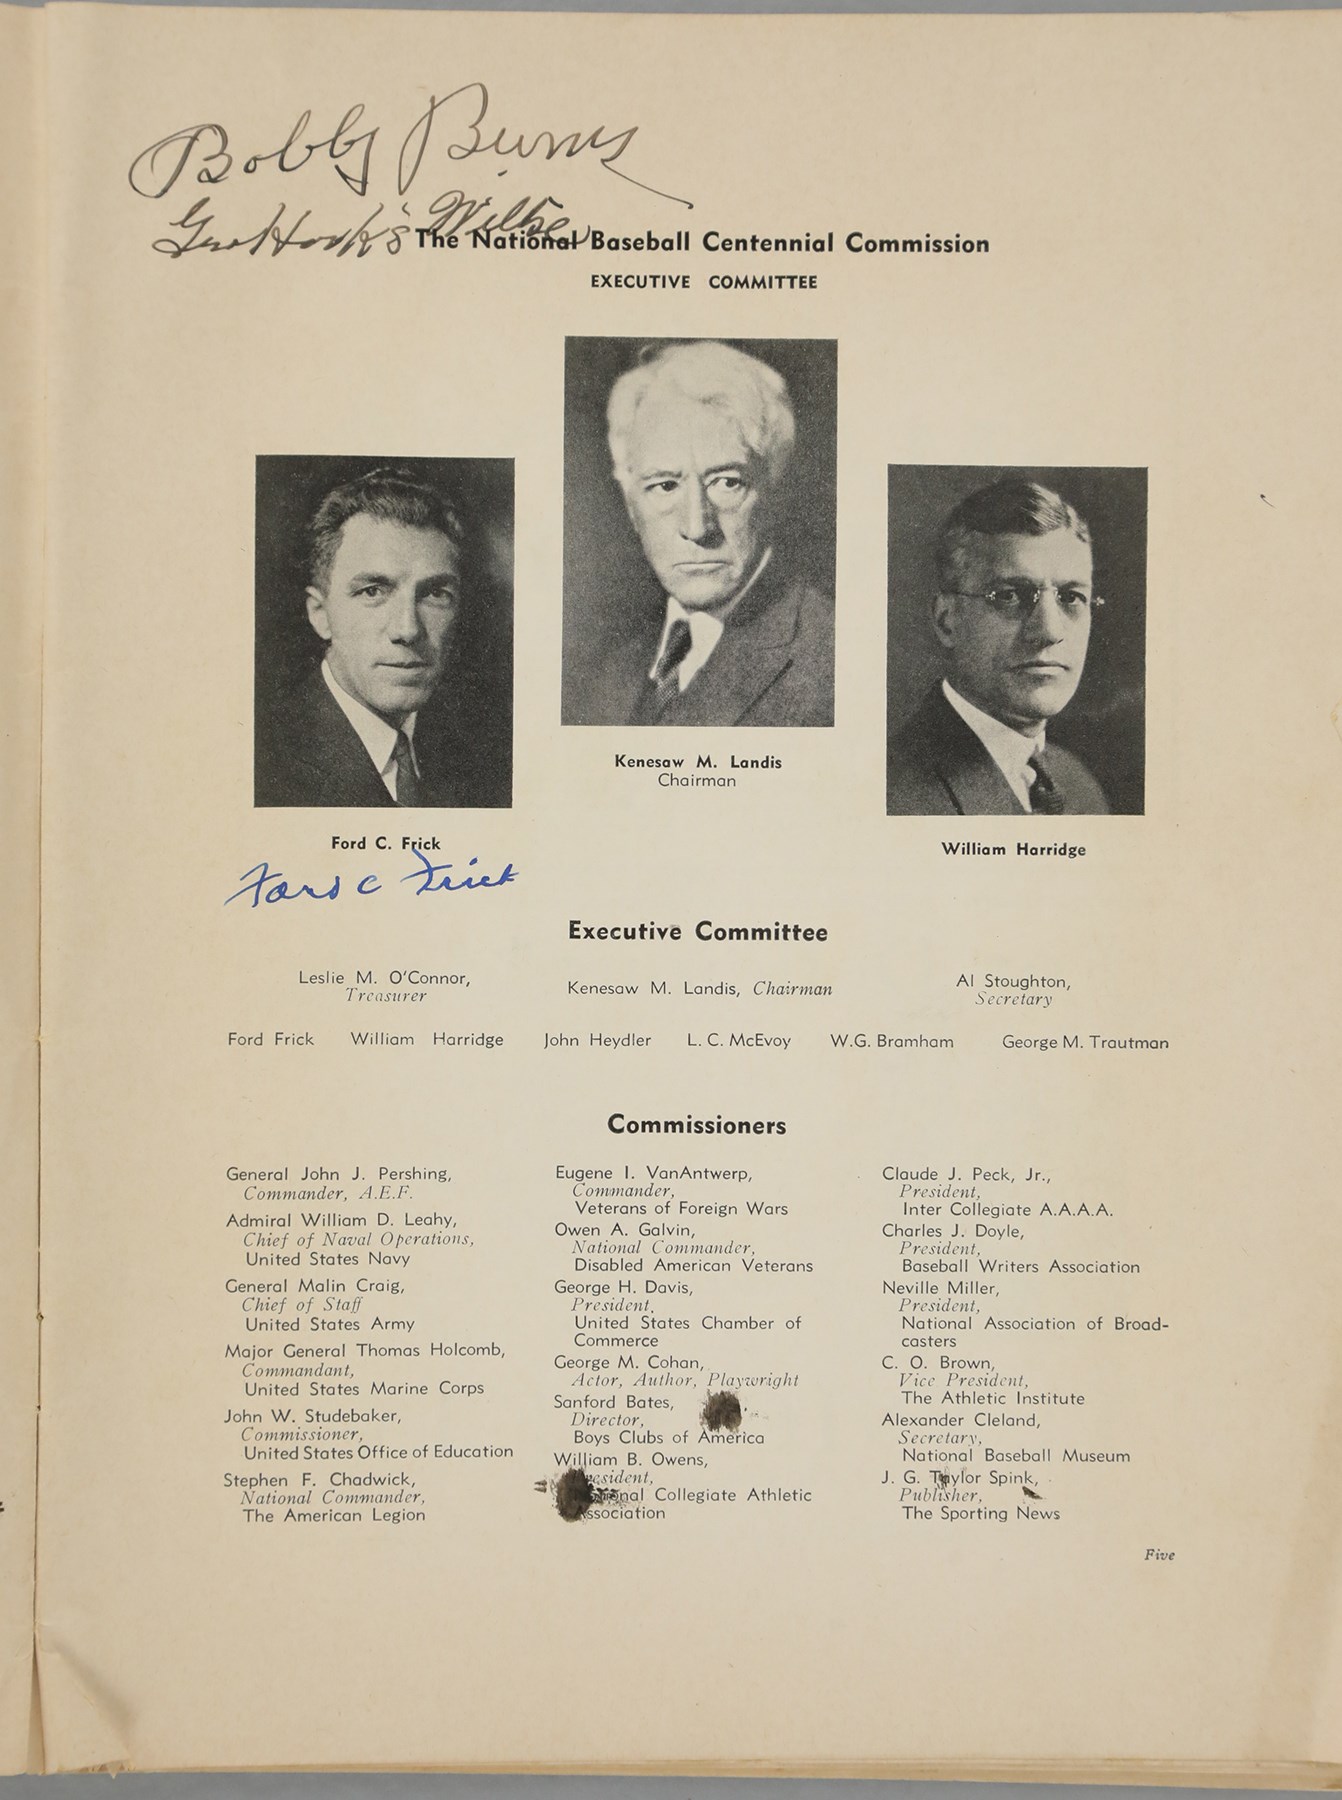 Bobby Burns
Geo "Hooks" Wiltse
The National Baseball Centennial Commission
EXECUTIVE COMMITTEE
Kenesaw M. Landis
Chairman
Ford C. Frick
William Harridge
Ford C Frick
Executive Committee
Leslie M. O'Connor,
Treasurer
Kenesaw M. Landis, Chairman
Al Stoughton,
Secretary
Ford Frick William Harridge John Heydler L. C. McEvoy W.G. Bramham George M. Trautman
Commissioners
General John J. Pershing,
Commander, A.E.F.
Admiral William D. Leahy,
Chief of Naval Operations,
United States Navy
General Malin Craig,
Chief of Staff
United States Army
Major General Thomas Holcomb,
Commandant,
United States Marine Corps
John W. Studebaker,
Commissioner,
United States Office of Education
Stephen F. Chadwick,
National Commander,
The American Legion
Eugene I. VanAntwerp,
Commander,
Veterans of Foreign Wars
Owen A. Galvin,
National Commander,
Disabled American Veterans
George H. Davis,
President,
United States Chamber of
Commerce
George M. Cohan,
Actor, Author, Playwright
Sanford Bates,
Director,
Boys Clubs of America
William B. Owens,
President,
National Collegiate Athletic
Association
Claude J. Peck, Jr.,
President,
Inter Collegiate A.A.A.A.
Charles J. Doyle,
President,
Baseball Writers Association
Neville Miller,
President,
National Association of Broad-
casters
C. O. Brown,
Vice President,
The Athletic Institute
Alexander Cleland,
Secretary,
National Baseball Museum
J. G. Taylor Spink,
Publisher,
The Sporting News
Five